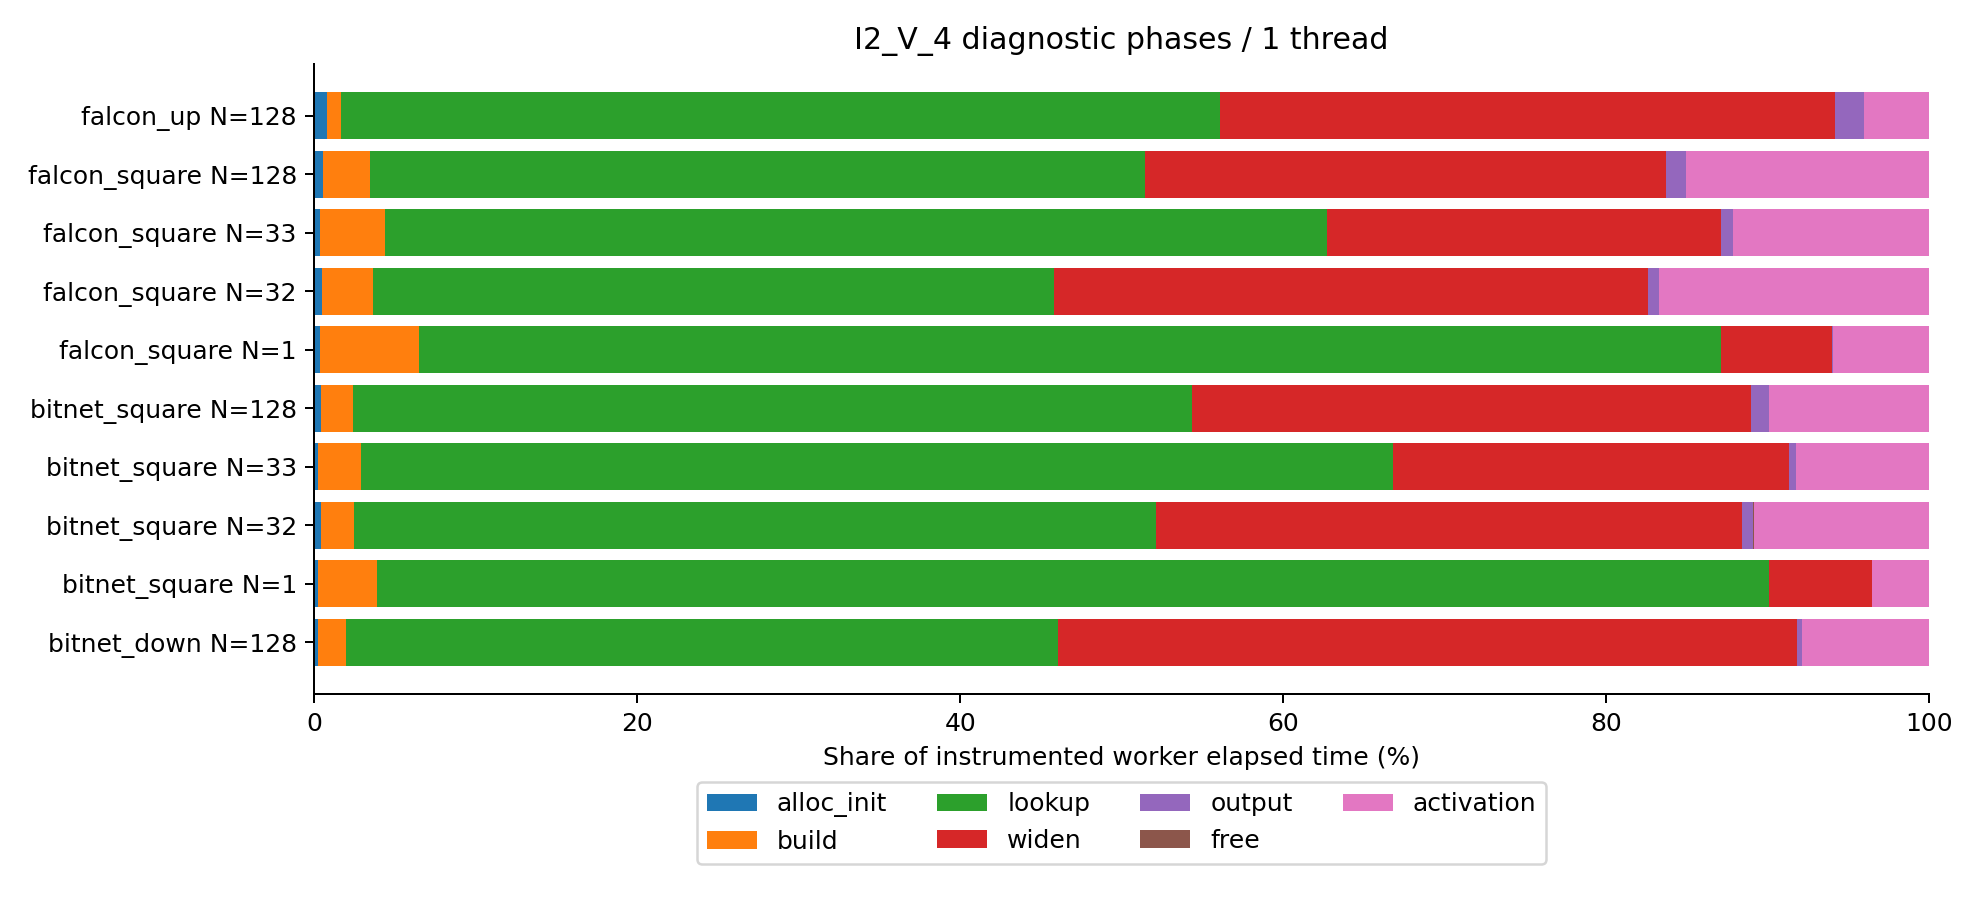 I2_V_4 diagnostic phases / 1 thread
falcon_up N=128
falcon_square N=128
falcon_square N=33
falcon_square N=32
falcon_square N=1
bitnet_square N=128
bitnet_square N=33
bitnet_square N=32
bitnet_square N=1
bitnet_down N=128
0 20 40 60 80 100
Share of instrumented worker elapsed time (%)
alloc_init lookup output activation
build widen free